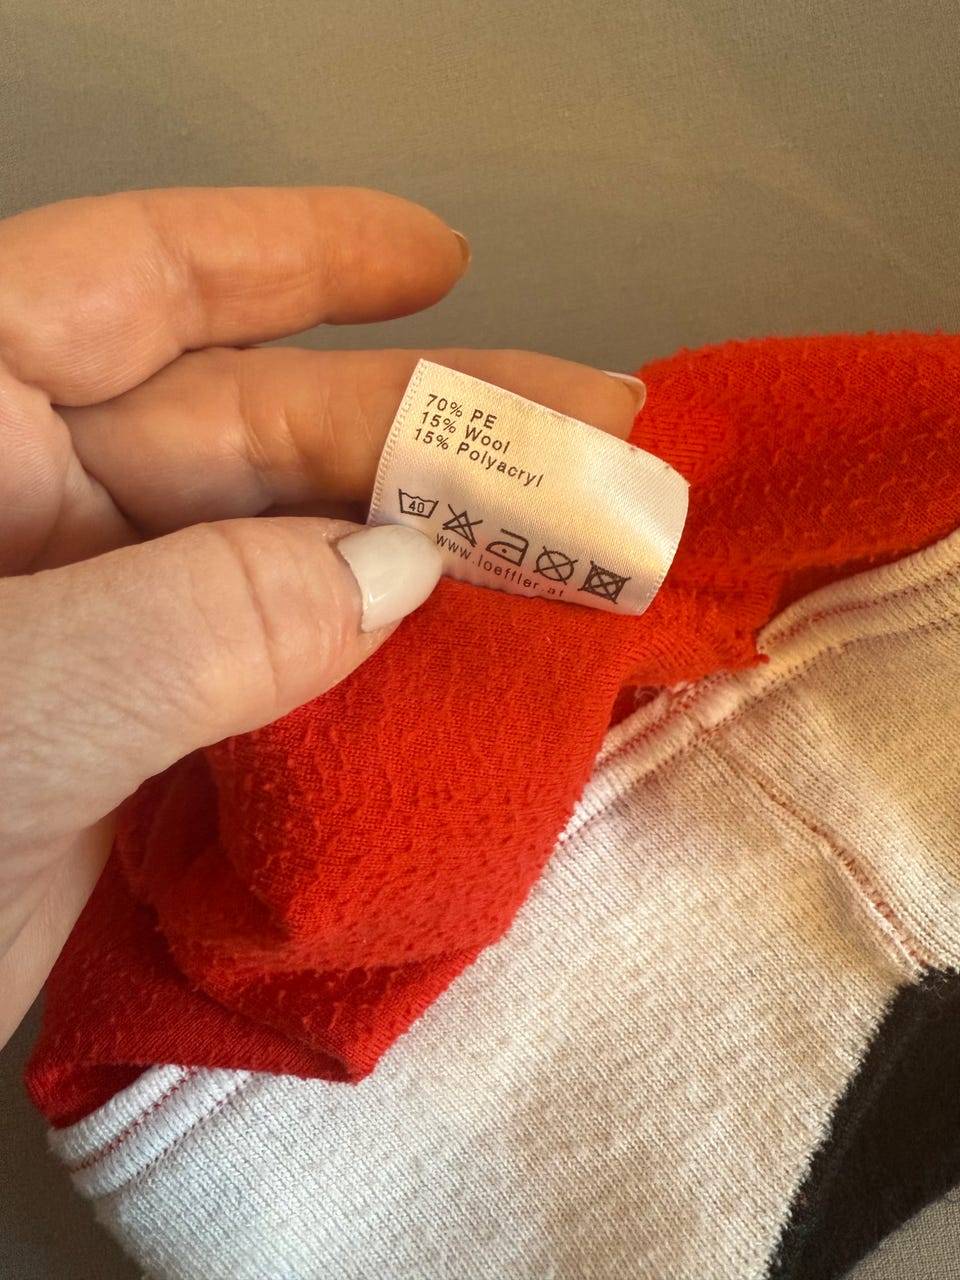 70% PE
15% Wool
15% Polyacryl
40
www.loeffler.at